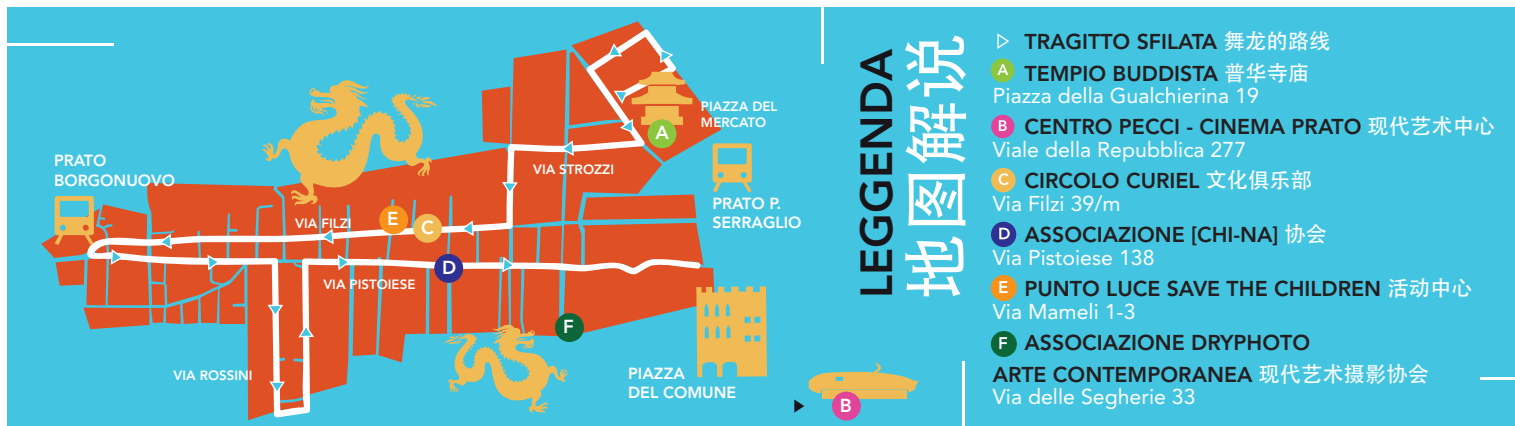 PRATO
BORGONUOVO
VIA FILZI
E
C
D
VIA PISTOIESE
VIA ROSSINI
F
VIA STROZZI
A
PIAZZA DEL
MERCATO
PRATO P.
SERRAGLIO
PIAZZA
DEL COMUNE
B
LEGGENDA
地图解说
TRAGITTO SFILATA 舞龙的路线
A TEMPIO BUDDISTA 普华寺庙
Piazza della Gualchierina 19
B CENTRO PECCI - CINEMA PRATO 现代艺术中心
Viale della Repubblica 277
C CIRCOLO CURIEL 文化俱乐部
Via Filzi 39/m
D ASSOCIAZIONE [CHI-NA] 协会
Via Pistoiese 138
E PUNTO LUCE SAVE THE CHILDREN 活动中心
Via Mameli 1-3
F ASSOCIAZIONE DRYPHOTO
ARTE CONTEMPORANEA 现代艺术摄影协会
Via delle Segherie 33